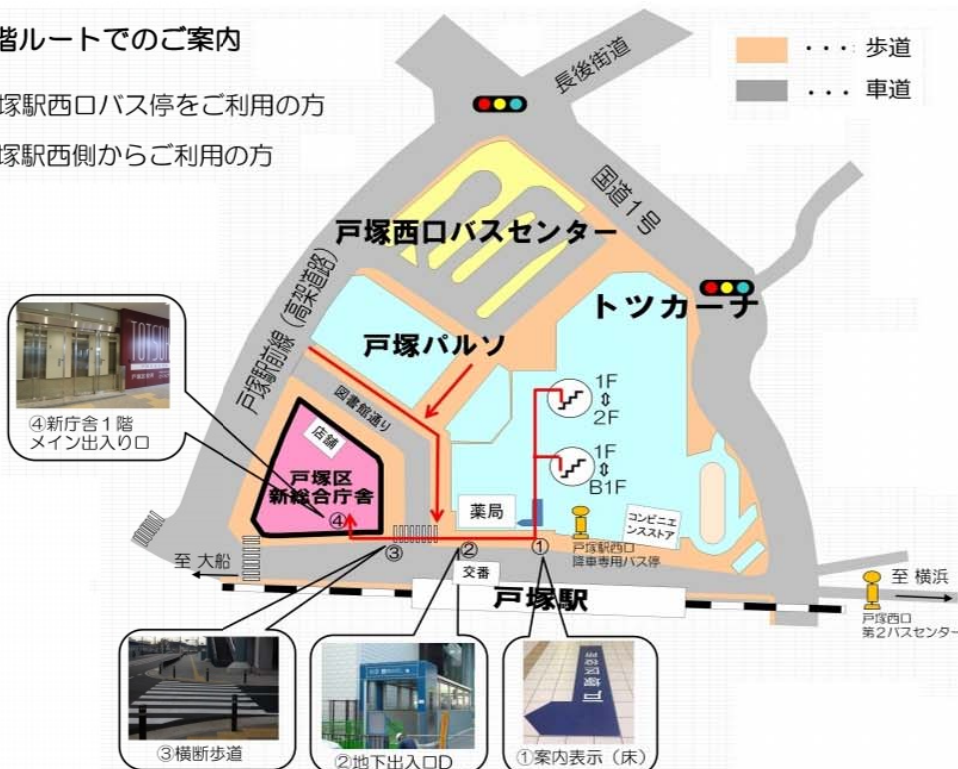 階ルートでのご案内
塚駅西口バス停をご利用の方
塚駅西側からご利用の方
・・・ 歩道
・・・ 車道
長後街道
国道1号
戸塚西口バスセンター
トツカーナ
戸塚駅前線（高架道路）
戸塚パルソ
図書館通り
1F
⇕
2F
1F
⇕
B1F
TOTSUK
④新庁舎1階
メイン出入り口
店舗
戸塚区
新総合庁舎
④
薬局
コンビニエ
ンスストア
戸塚駅西口
降車専用バス停
③
②
①
至 大船
交番
戸塚駅
至 横浜
戸塚西口
第2バスセンター
③横断歩道
②地下出入口D
①案内表示（床）